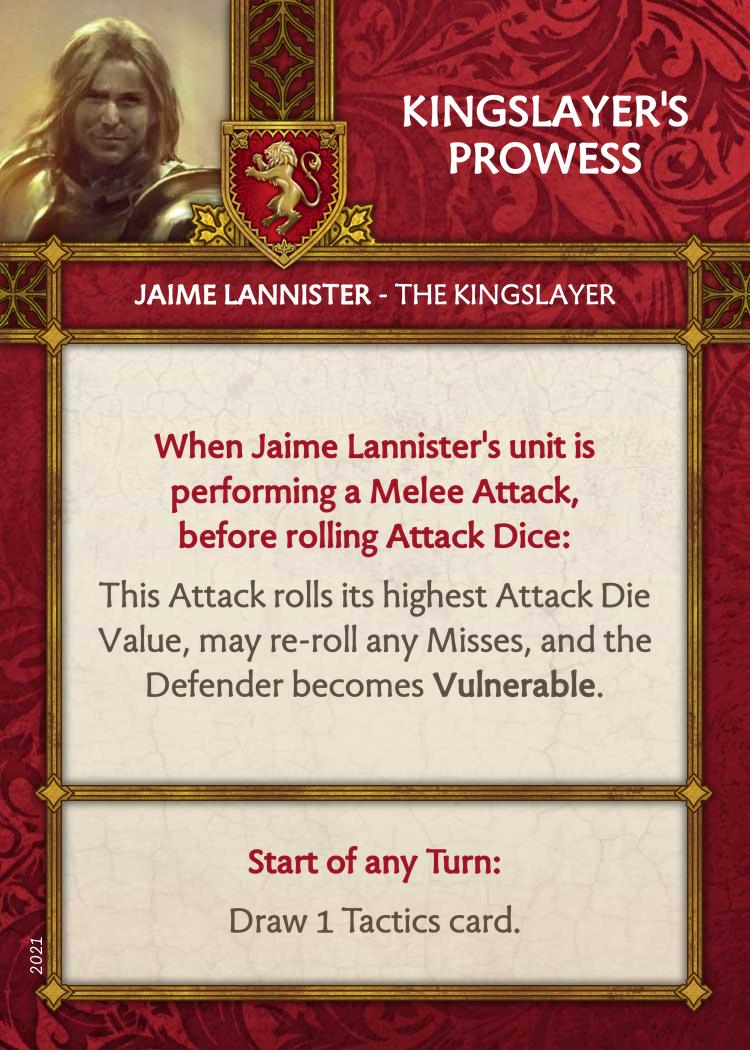 KINGSLAYER'S
PROWESS
JAIME LANNISTER - THE KINGSLAYER
When Jaime Lannister's unit is
performing a Melee Attack,
before rolling Attack Dice:
This Attack rolls its highest Attack Die
Value, may re-roll any Misses, and the
Defender becomes Vulnerable.
Start of any Turn:
Draw 1 Tactics card.
2021